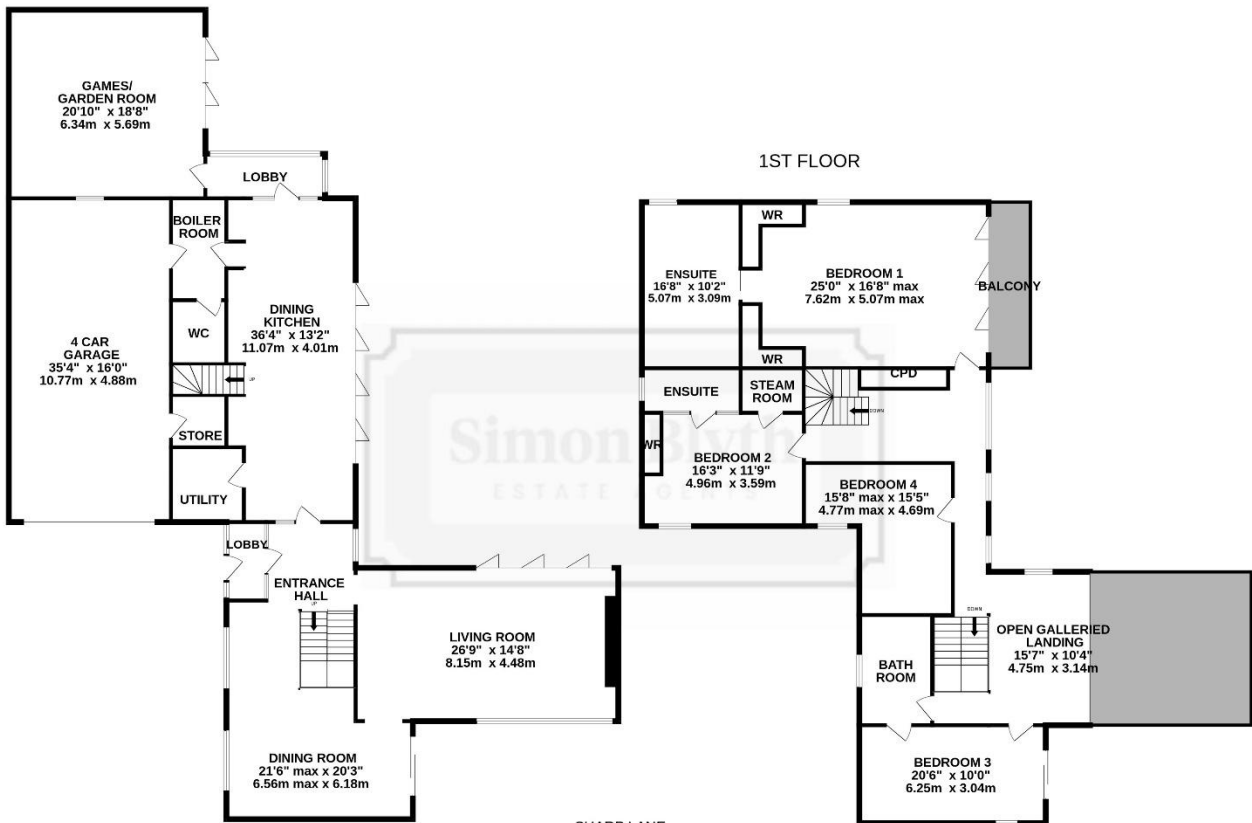 GAMES/
GARDEN ROOM
20'10" x 18'8"
6.34m x 5.69m
LOBBY
BOILER
ROOM
WC
DINING
KITCHEN
36'4" x 13'2"
11.07m x 4.01m
4 CAR
GARAGE
35'4" x 16'0"
10.77m x 4.88m
UP
STORE
UTILITY
LOBBY
ENTRANCE
HALL
UP
LIVING ROOM
26'9" x 14'8"
8.15m x 4.48m
DINING ROOM
21'6" max x 20'3"
6.56m max x 6.18m
1ST FLOOR
WR
ENSUITE
16'8" x 10'2"
5.07m x 3.09m
BEDROOM 1
25'0" x 16'8" max
7.62m x 5.07m max
BALCONY
WR
CPD
ENSUITE
STEAM
ROOM
DOWN
WR
BEDROOM 2
16'3" x 11'9"
4.96m x 3.59m
BEDROOM 4
15'8" max x 15'5"
4.77m max x 4.69m
DOWN
OPEN GALLERIED
LANDING
15'7" x 10'4"
4.75m x 3.14m
BATH
ROOM
BEDROOM 3
20'6" x 10'0"
6.25m x 3.04m
Simon Blyth
ESTATE AGENTS